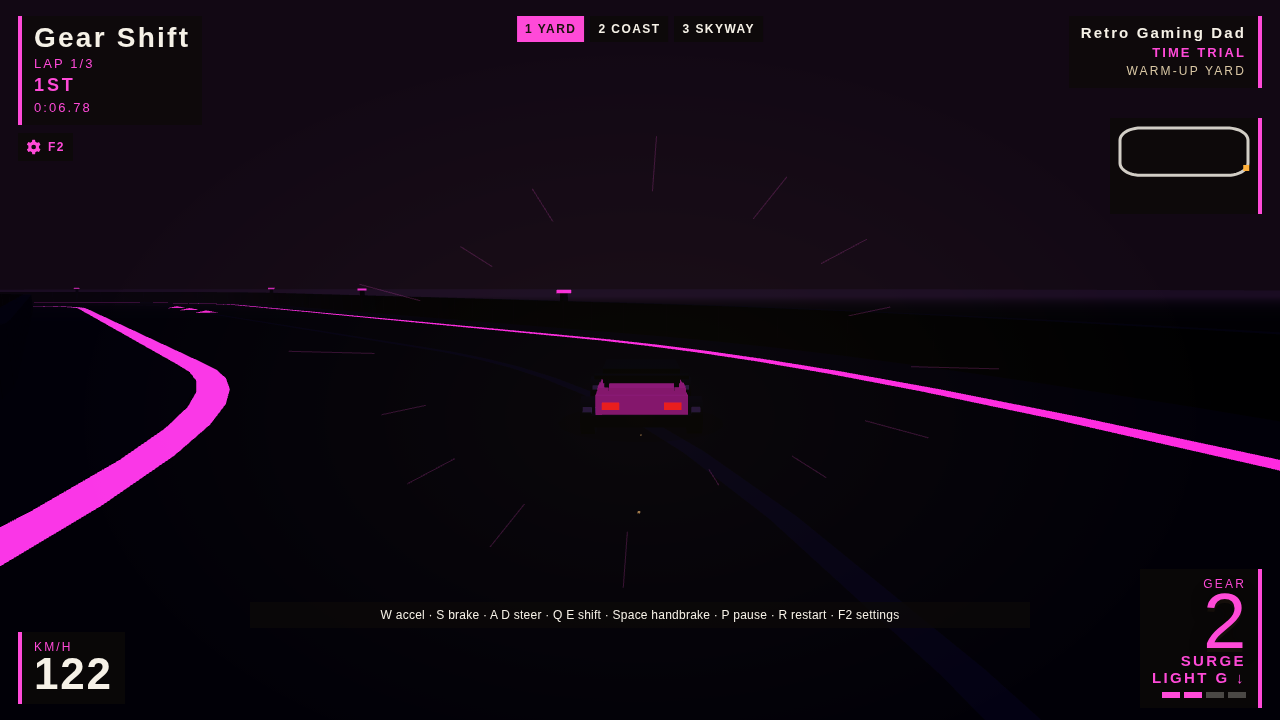 Gear Shift
LAP 1/3
1ST
0:06.78
F2
1 YARD
2 COAST
3 SKYWAY
Retro Gaming Dad
TIME TRIAL
WARM-UP YARD
W accel · S brake · A D steer · Q E shift · Space handbrake · P pause · R restart · F2 settings
KM/H
122
GEAR
2
SURGE
LIGHT G ↓